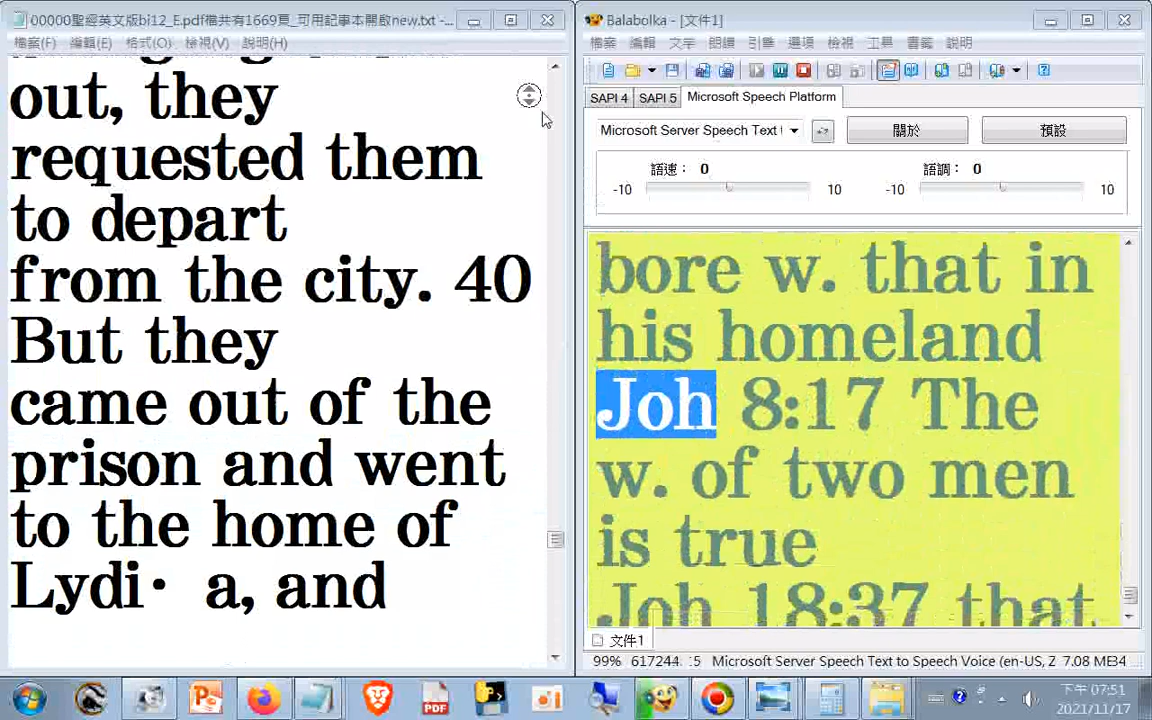 00000聖經英文版bi12_E.pdf檔共有1669頁_可用記事本開啟new.txt -...
檔案(F) 編輯(E) 格式(O) 檢視(V) 說明(H)
out, they
requested them
to depart
from the city. 40
But they
came out of the
prison and went
to the home of
Lydi· a, and
Balabolka - [文件1]
檔案 編輯 文字 朗讀 引擎 選項 檢視 工具 書籤 說明
SAPI 4 SAPI 5 Microsoft Speech Platform
Microsoft Server Speech Text
關於 預設
語速： 0 語調： 0
-10 10 -10 10
bore w. that in
his homeland
Joh 8:17 The
w. of two men
is true
Joh 18:37 that
文件1
99% 617244 Microsoft Server Speech Text to Speech Voice (en-US, Z 7.08 MB
PDF
下午 07:51
2021/11/17